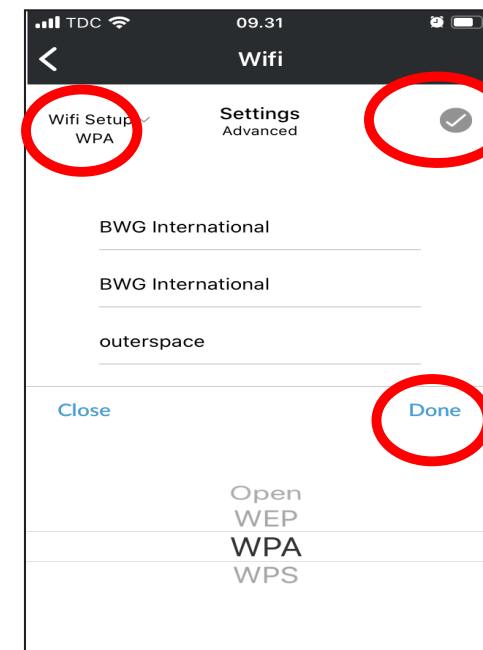 TDC 09.31
Wifi
Wifi Setup
WPA
Settings
Advanced
BWG International
BWG International
outerspace
Close Done
Open
WEP
WPA
WPS